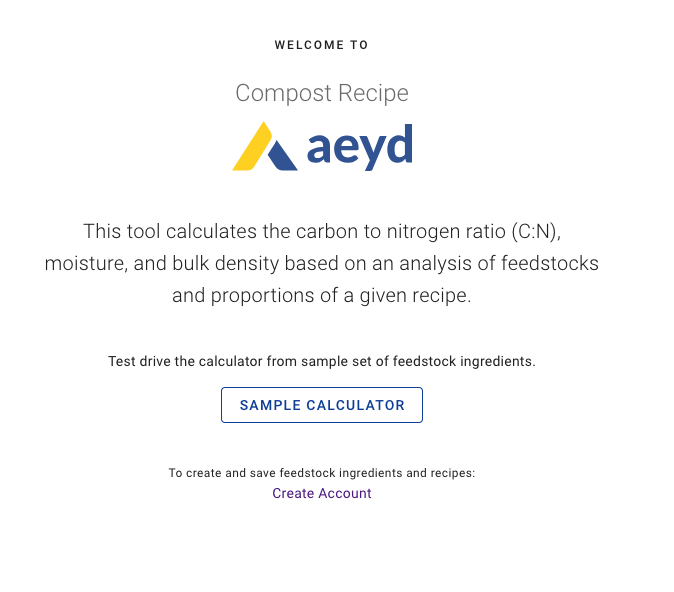 WELCOME TO
Compost Recipe
aeyd
This tool calculates the carbon to nitrogen ratio (C:N),
moisture, and bulk density based on an analysis of feedstocks
and proportions of a given recipe.
Test drive the calculator from sample set of feedstock ingredients.
SAMPLE CALCULATOR
To create and save feedstock ingredients and recipes:
Create Account